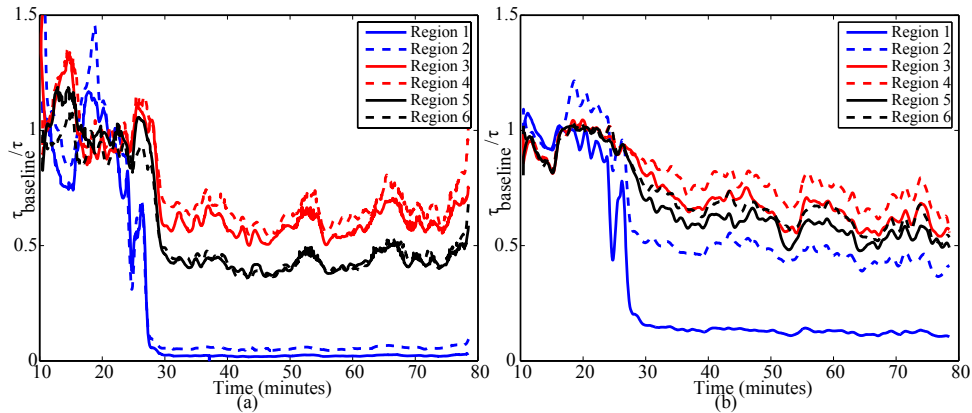 1.5
1
0.5
0
τ baseline /τ
10 20 30 40 50 60 70 80
Time (minutes)
(a)
Region 1
Region 2
Region 3
Region 4
Region 5
Region 6
1.5
1
0.5
0
τ baseline /τ
10 20 30 40 50 60 70 80
Time (minutes)
(b)
Region 1
Region 2
Region 3
Region 4
Region 5
Region 6